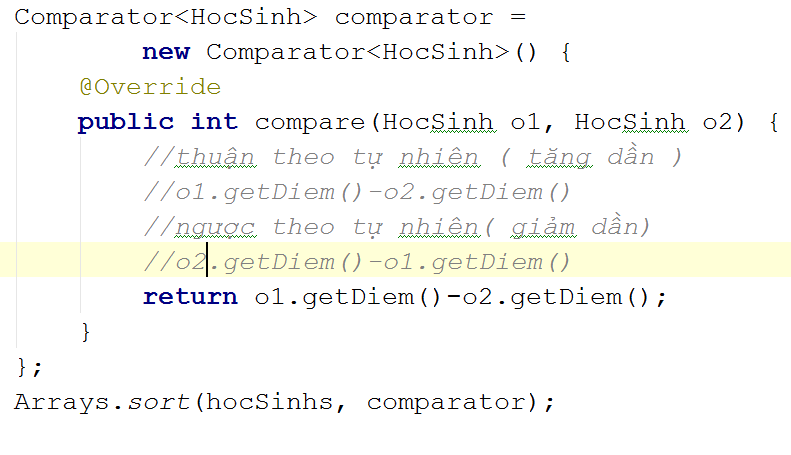 Comparator<HocSinh> comparator =
new Comparator<HocSinh>() {
@Override
public int compare(HocSinh o1, HocSinh o2) {
//thuận theo tự nhiên ( tăng dần )
//o1.getDiem()-o2.getDiem()
//ngược theo tự nhiên( giảm dần)
//o2.getDiem()-o1.getDiem()
return o1.getDiem()-o2.getDiem();
}
};
Arrays.sort(hocSinhs, comparator);